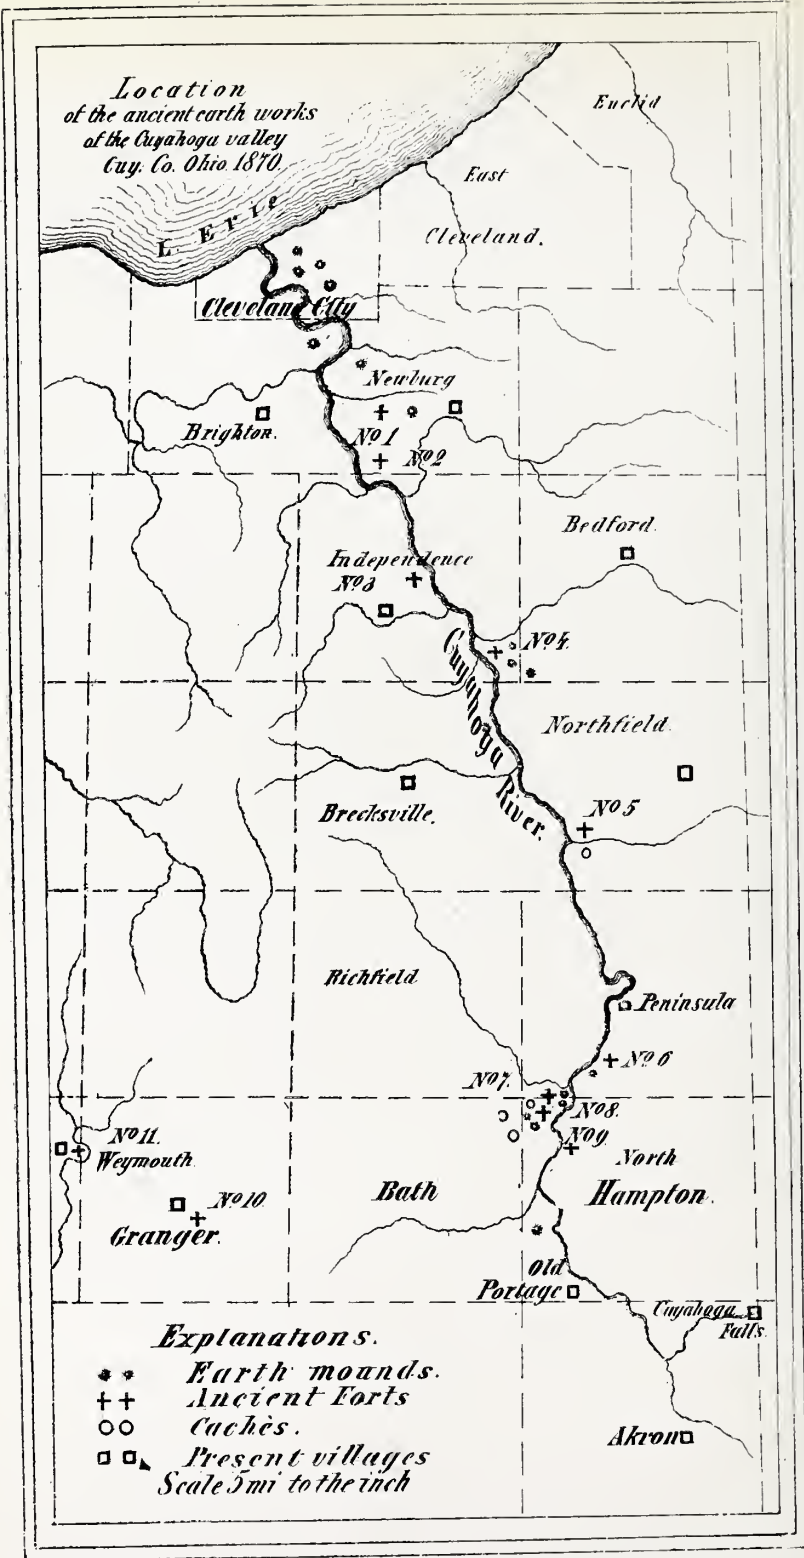 Location
of the ancient earth works
of the Cuyahoga valley
Cuy. Co. Ohio 1870.
L. Erie
Euclid
East
Cleveland.
Cleveland City
Newburg
Brighton.
No 1
No 2
Bedford.
Independence
No 3
No 4.
Cuyahoga
River.
Northfield.
Brecksville.
No 5
Richfield
Peninsula
No 6
No 7.
No 8.
No 9
No 11.
Weymouth.
North
Hampton.
Bath
No 10.
Granger.
Old
Portage
Cuyahoga
Falls.
Explanations.
Earth mounds.
Ancient Forts
Cachès.
Present villages
Scale 5 mi to the inch
Akron